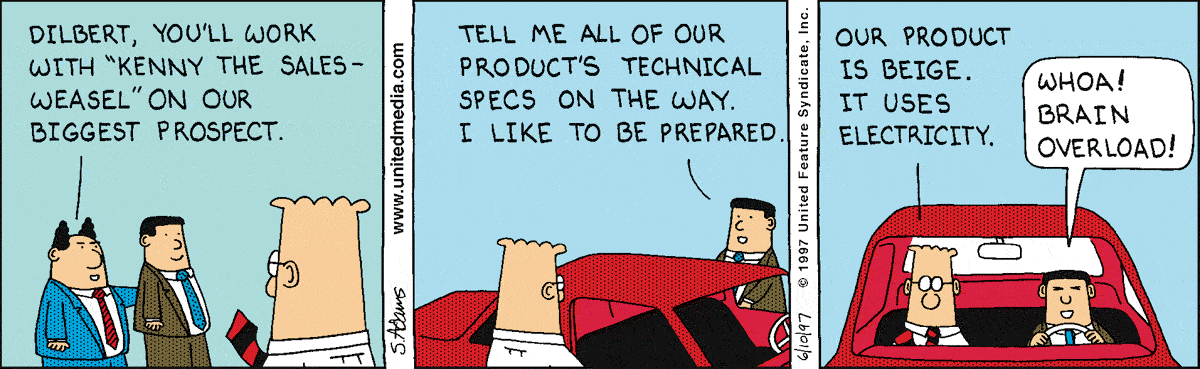 DILBERT, YOU'LL WORK
WITH "KENNY THE SALES-
WEASEL" ON OUR
BIGGEST PROSPECT.
www.unitedmedia.com
S. Adams
TELL ME ALL OF OUR
PRODUCT'S TECHNICAL
SPECS ON THE WAY.
I LIKE TO BE PREPARED.
6/10/97 © 1997 United Feature Syndicate, Inc.
OUR PRODUCT
IS BEIGE.
IT USES
ELECTRICITY.
WHOA!
BRAIN
OVERLOAD!